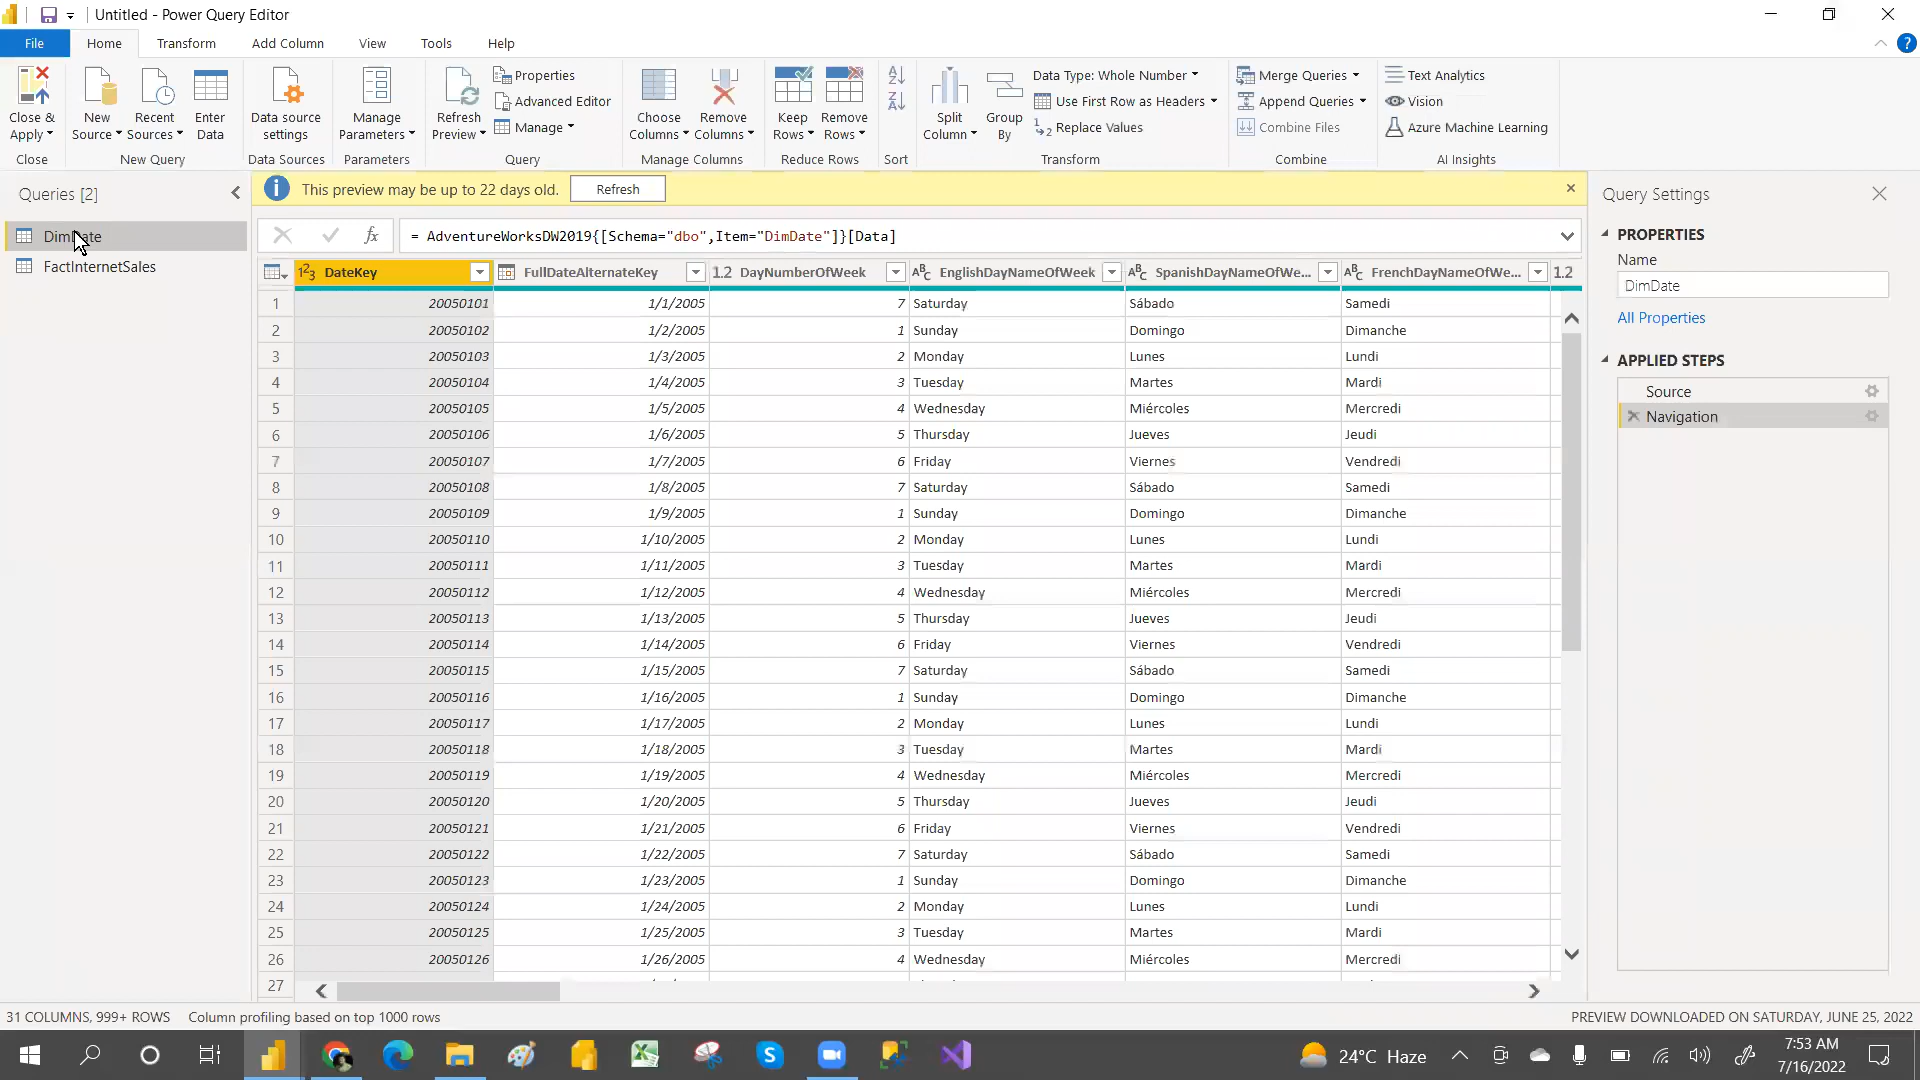 Untitled - Power Query Editor
File Home Transform Add Column View Tools Help
Close & Apply
Close
New Source
Recent Sources
Enter Data
New Query
Data source settings
Data Sources
Manage Parameters
Parameters
Refresh Preview
Properties
Advanced Editor
Manage
Query
Choose Columns
Remove Columns
Manage Columns
Keep Rows
Remove Rows
Reduce Rows
Sort
Split Column
Group By
Data Type: Whole Number
Use First Row as Headers
Replace Values
Transform
Merge Queries
Append Queries
Combine Files
Combine
Text Analytics
Vision
Azure Machine Learning
AI Insights
Queries [2]
DimDate
FactInternetSales
This preview may be up to 22 days old. Refresh
= AdventureWorksDW2019{[Schema="dbo",Item="DimDate"]}[Data]
DateKey FullDateAlternateKey 1.2 DayNumberOfWeek EnglishDayNameOfWeek SpanishDayNameOfWe... FrenchDayNameOfWe... 1.2
1 20050101 1/1/2005 7 Saturday Sábado Samedi
2 20050102 1/2/2005 1 Sunday Domingo Dimanche
3 20050103 1/3/2005 2 Monday Lunes Lundi
4 20050104 1/4/2005 3 Tuesday Martes Mardi
5 20050105 1/5/2005 4 Wednesday Miércoles Mercredi
6 20050106 1/6/2005 5 Thursday Jueves Jeudi
7 20050107 1/7/2005 6 Friday Viernes Vendredi
8 20050108 1/8/2005 7 Saturday Sábado Samedi
9 20050109 1/9/2005 1 Sunday Domingo Dimanche
10 20050110 1/10/2005 2 Monday Lunes Lundi
11 20050111 1/11/2005 3 Tuesday Martes Mardi
12 20050112 1/12/2005 4 Wednesday Miércoles Mercredi
13 20050113 1/13/2005 5 Thursday Jueves Jeudi
14 20050114 1/14/2005 6 Friday Viernes Vendredi
15 20050115 1/15/2005 7 Saturday Sábado Samedi
16 20050116 1/16/2005 1 Sunday Domingo Dimanche
17 20050117 1/17/2005 2 Monday Lunes Lundi
18 20050118 1/18/2005 3 Tuesday Martes Mardi
19 20050119 1/19/2005 4 Wednesday Miércoles Mercredi
20 20050120 1/20/2005 5 Thursday Jueves Jeudi
21 20050121 1/21/2005 6 Friday Viernes Vendredi
22 20050122 1/22/2005 7 Saturday Sábado Samedi
23 20050123 1/23/2005 1 Sunday Domingo Dimanche
24 20050124 1/24/2005 2 Monday Lunes Lundi
25 20050125 1/25/2005 3 Tuesday Martes Mardi
26 20050126 1/26/2005 4 Wednesday Miércoles Mercredi
27
Query Settings
PROPERTIES
Name
DimDate
All Properties
APPLIED STEPS
Source
Navigation
31 COLUMNS, 999+ ROWS Column profiling based on top 1000 rows
PREVIEW DOWNLOADED ON SATURDAY, JUNE 25, 2022
24°C Haze
7:53 AM
7/16/2022